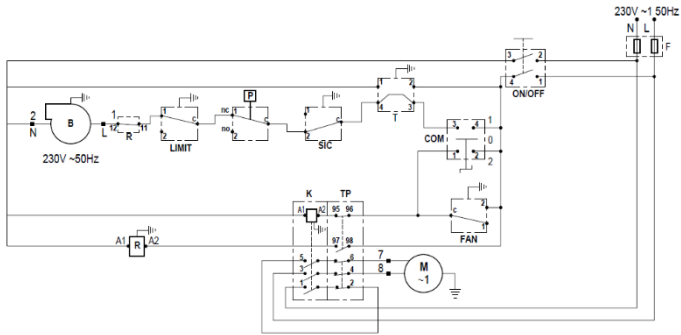 230V ~1 50Hz
N L
F
3 2
4 1
ON/OFF
P
2
N
B
L
1
12 11
R
230V ~50Hz
1
c
2
LIMIT
nc
no
c
1
c
2
SIC
1 2
4 3
T
COM
3 4
1 2
1
0
2
K TP
A1 A2
95 96
c
2
1
FAN
A1 R A2
97 98
5
3
1
6
4
2
7
8
M
~1